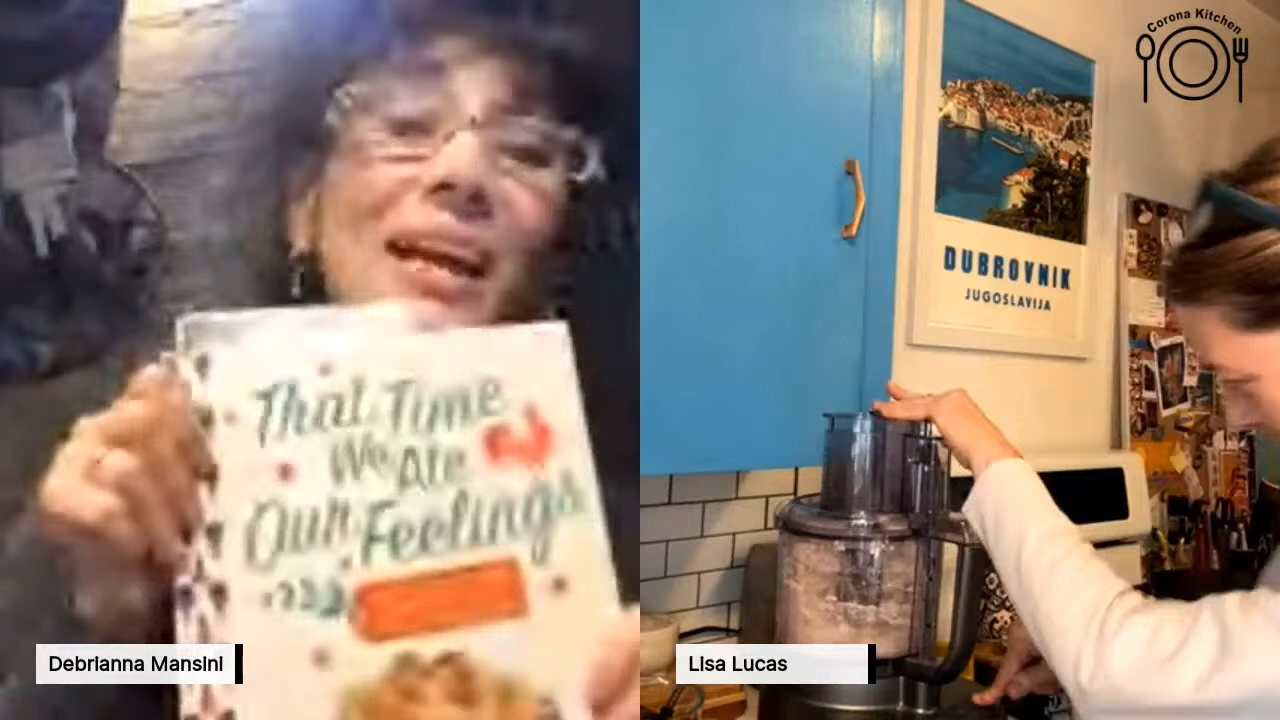 That Time
We Ate
Our Feelings
Debrianna Mansini
Corona Kitchen
DUBROVNIK
JUGOSLAVIJA
Lisa Lucas